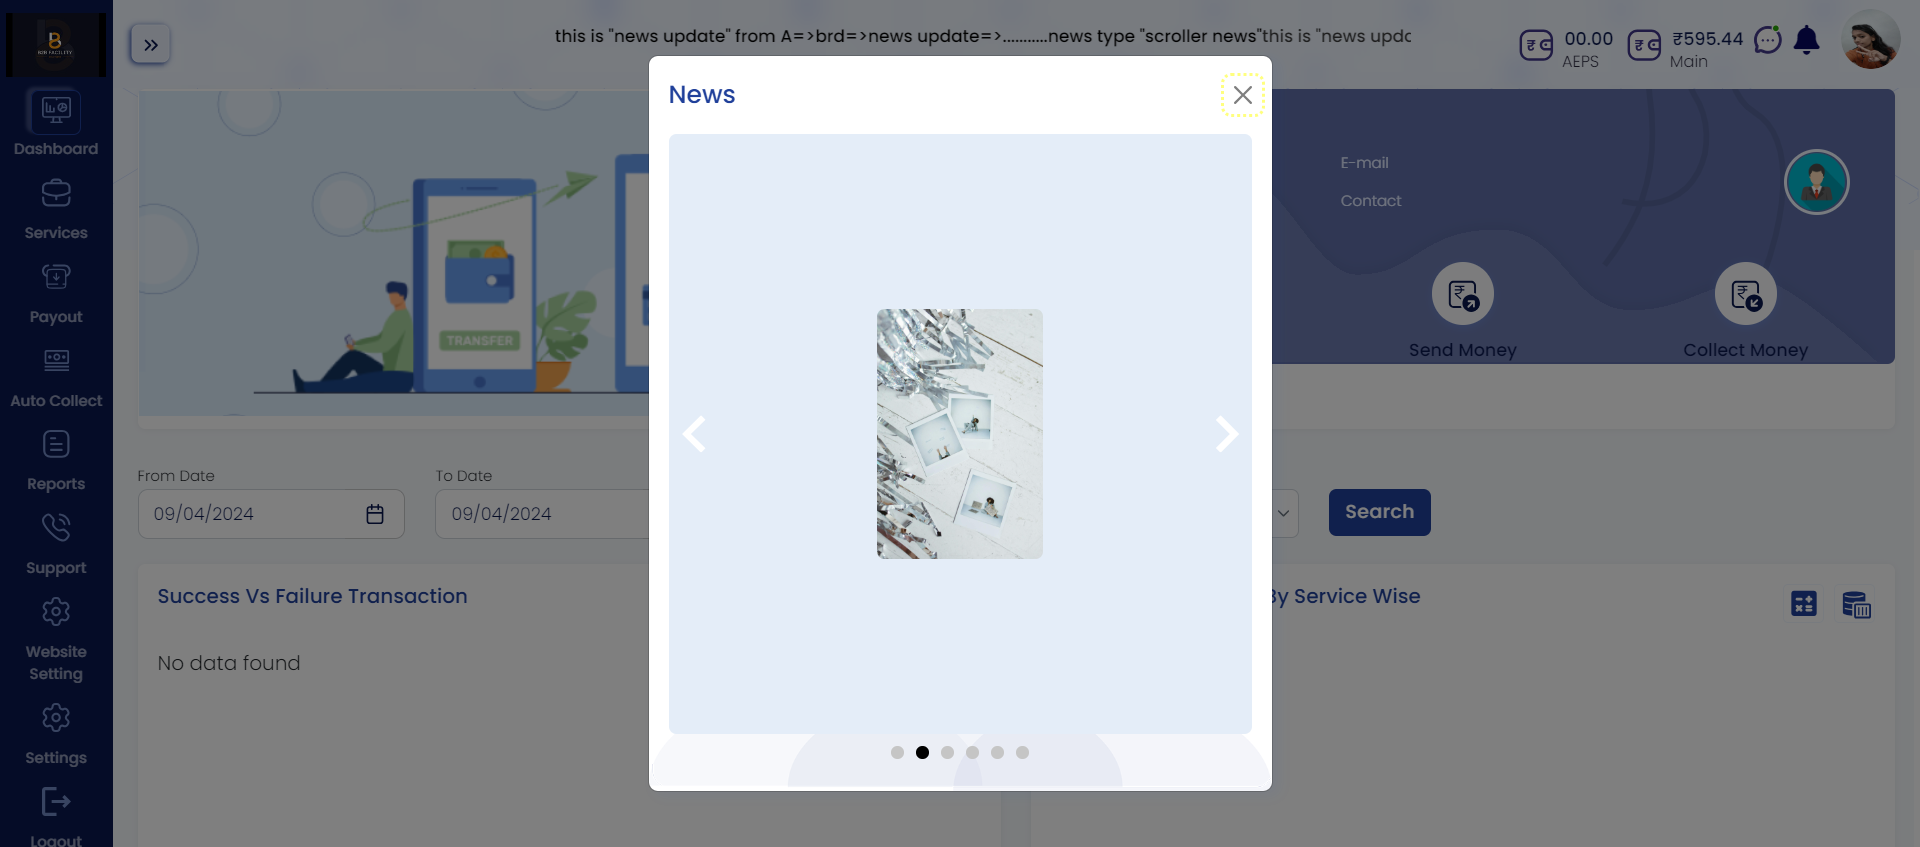 B2B FACILITY
this is "news update" from A=>brd=>news update=>...........news type "scroller news"this is "news upda
00.00
AEPS
₹595.44
Main
Dashboard
Services
Payout
Auto Collect
Reports
Support
Website
Setting
Settings
Logout
News
TRANSFER
E-mail
Contact
Send Money
Collect Money
From Date
09/04/2024
To Date
09/04/2024
Search
Success Vs Failure Transaction
No data found
By Service Wise